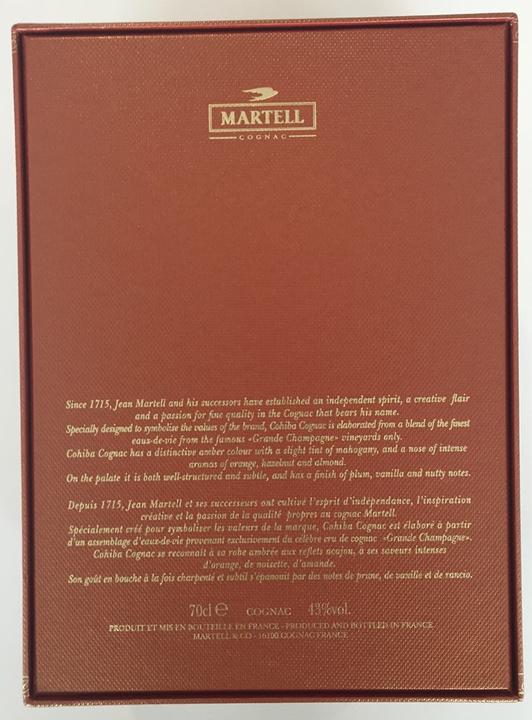 MARTELL
COGNAC
Since 1715, Jean Martell and his successors have established an independent spirit, a creative flair
and a passion for fine quality in the Cognac that bears his name.
Specially designed to symbolise the values of the brand, Cohiba Cognac is elaborated from a blend of the finest
eaux-de-vie from the famous «Grande Champagne» vineyards only.
Cohiba Cognac has a distinctive amber colour with a slight tint of mahogany, and a nose of intense
aromas of orange, hazelnut and almond.
On the palate it is both well-structured and subtle, and has a finish of plum, vanilla and nutty notes.
Depuis 1715, Jean Martell et ses successeurs ont cultivé l'esprit d'indépendance, l'inspiration
créative et la passion de la qualité propres au cognac Martell.
Spécialement créé pour symboliser les valeurs de la marque, Cohiba Cognac est élaboré à partir
d'un assemblage d'eaux-de-vie provenant exclusivement du célèbre cru de cognac «Grande Champagne».
Cohiba Cognac se reconnaît à sa robe ambrée aux reflets acajou, à ses saveurs intenses
d'orange, de noisette, d'amande.
Son goût en bouche à la fois charpenté et subtil s'épanouit par des notes de prune, de vanille et de rancio.
70cl e COGNAC 43%vol.
PRODUIT ET MIS EN BOUTEILLE EN FRANCE - PRODUCED AND BOTTLED IN FRANCE
MARTELL & CO - 16100 COGNAC FRANCE